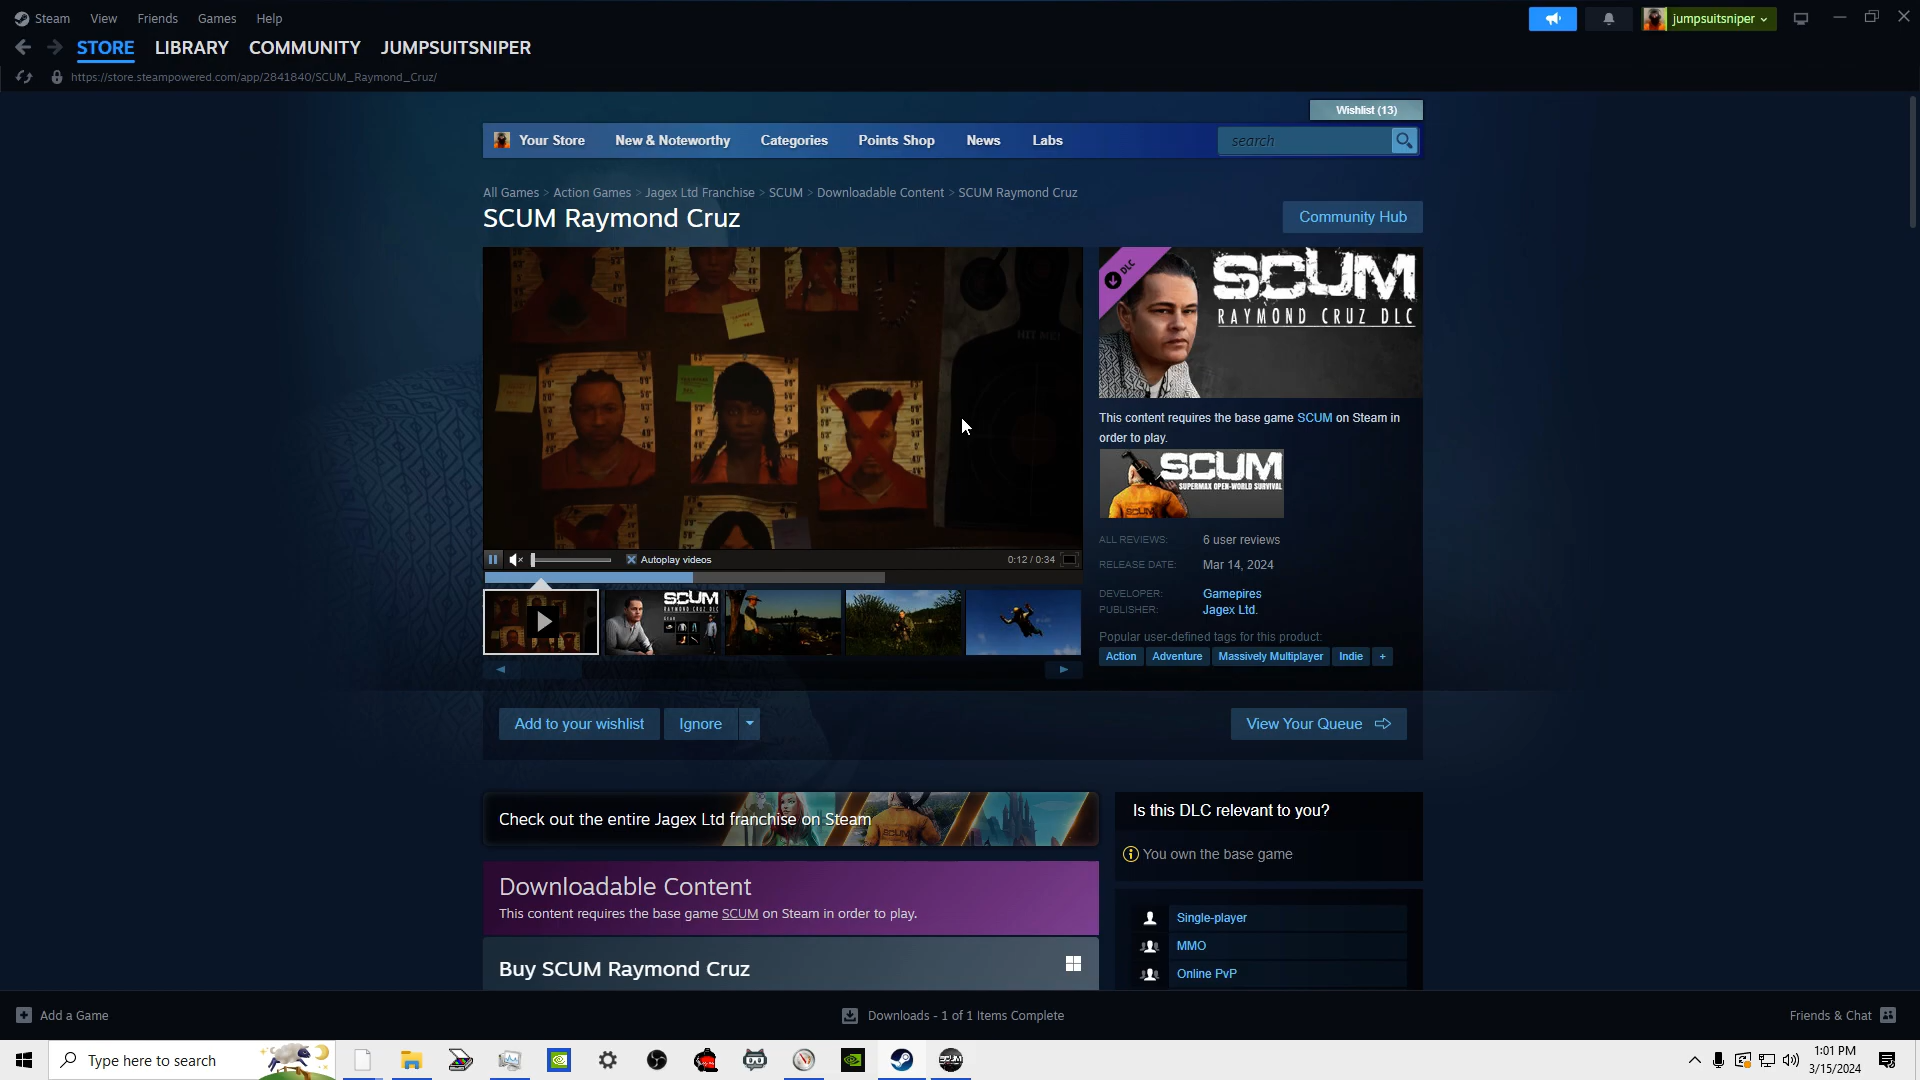 Steam View Friends Games Help
jumpsuitsniper
STORE LIBRARY COMMUNITY JUMPSUITSNIPER
https://store.steampowered.com/app/2841840/SCUM_Raymond_Cruz/
Wishlist (13)
Your Store New & Noteworthy Categories Points Shop News Labs
search
All Games > Action Games > Jagex Ltd Franchise > SCUM > Downloadable Content > SCUM Raymond Cruz
SCUM Raymond Cruz
Community Hub
HIT ME!
DLC
SCUM
RAYMOND CRUZ DLC
This content requires the base game SCUM on Steam in
order to play.
SCUM
SUPERMAX OPEN-WORLD SURVIVAL
SCUM
ALL REVIEWS: 6 user reviews
RELEASE DATE: Mar 14, 2024
DEVELOPER: Gamepires
PUBLISHER: Jagex Ltd.
Popular user-defined tags for this product:
Action Adventure Massively Multiplayer Indie +
Autoplay videos
0:12 / 0:34
SCUM
RAYMOND CRUZ DLC
Add to your wishlist Ignore
View Your Queue
Check out the entire Jagex Ltd franchise on Steam
SCUM
Is this DLC relevant to you?
You own the base game
Downloadable Content
This content requires the base game SCUM on Steam in order to play.
Buy SCUM Raymond Cruz
Single-player
MMO
Online PvP
Add a Game
Downloads - 1 of 1 Items Complete
Friends & Chat
Type here to search
SCUM
1:01 PM
3/15/2024